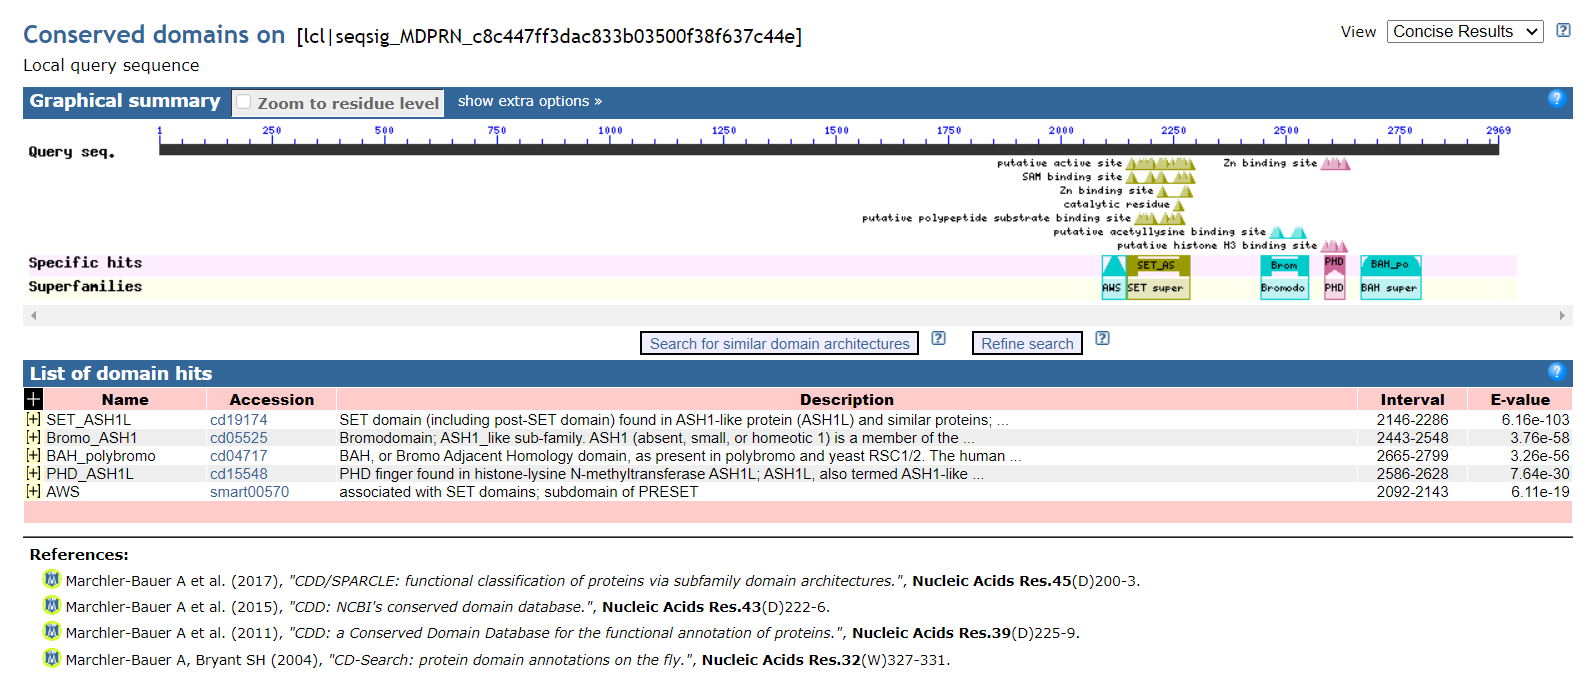 Conserved domains on [lcl|seqsig_MDPRN_c8c447ff3dac833b03500f38f637c44e]
View Concise Results ?
Local query sequence
Graphical summary Zoom to residue level show extra options » ?
1 250 500 750 1000 1250 1500 1750 2000 2250 2500 2750 2969
Query seq.
putative active site Zn binding site
SAM binding site
Zn binding site
catalytic residue
putative polypeptide substrate binding site
putative acetyllysine binding site
putative histone H3 binding site
Specific hits SET_AS Brom PHD BAH_po
Superfamilies AWS SET super Bromodo PHD BAH super
Search for similar domain architectures ? Refine search ?
List of domain hits ?
+ Name Accession Description Interval E-value
[+] SET_ASH1L cd19174 SET domain (including post-SET domain) found in ASH1-like protein (ASH1L) and similar proteins; ... 2146-2286 6.16e-103
[+] Bromo_ASH1 cd05525 Bromodomain; ASH1_like sub-family. ASH1 (absent, small, or homeotic 1) is a member of the ... 2443-2548 3.76e-58
[+] BAH_polybromo cd04717 BAH, or Bromo Adjacent Homology domain, as present in polybromo and yeast RSC1/2. The human ... 2665-2799 3.26e-56
[+] PHD_ASH1L cd15548 PHD finger found in histone-lysine N-methyltransferase ASH1L; ASH1L, also termed ASH1-like ... 2586-2628 7.64e-30
[+] AWS smart00570 associated with SET domains; subdomain of PRESET 2092-2143 6.11e-19
References:
Marchler-Bauer A et al. (2017), "CDD/SPARCLE: functional classification of proteins via subfamily domain architectures.", Nucleic Acids Res.45(D)200-3.
Marchler-Bauer A et al. (2015), "CDD: NCBI's conserved domain database.", Nucleic Acids Res.43(D)222-6.
Marchler-Bauer A et al. (2011), "CDD: a Conserved Domain Database for the functional annotation of proteins.", Nucleic Acids Res.39(D)225-9.
Marchler-Bauer A, Bryant SH (2004), "CD-Search: protein domain annotations on the fly.", Nucleic Acids Res.32(W)327-331.